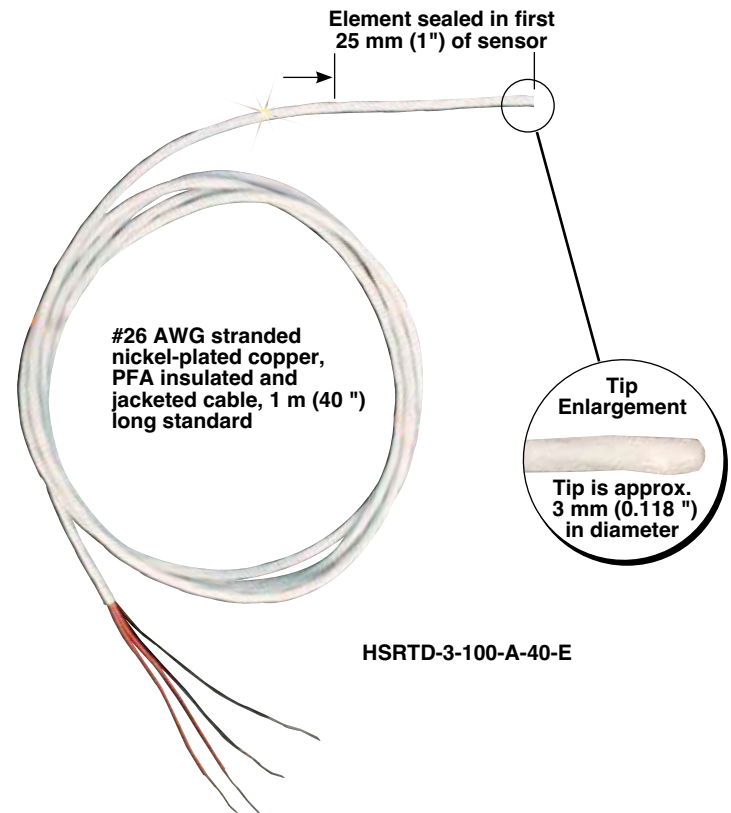 Element sealed in first
25 mm (1") of sensor
#26 AWG stranded
nickel-plated copper,
PFA insulated and
jacketed cable, 1 m (40 ")
long standard
Tip
Enlargement
Tip is approx.
3 mm (0.118 ")
in diameter
HSRTD-3-100-A-40-E